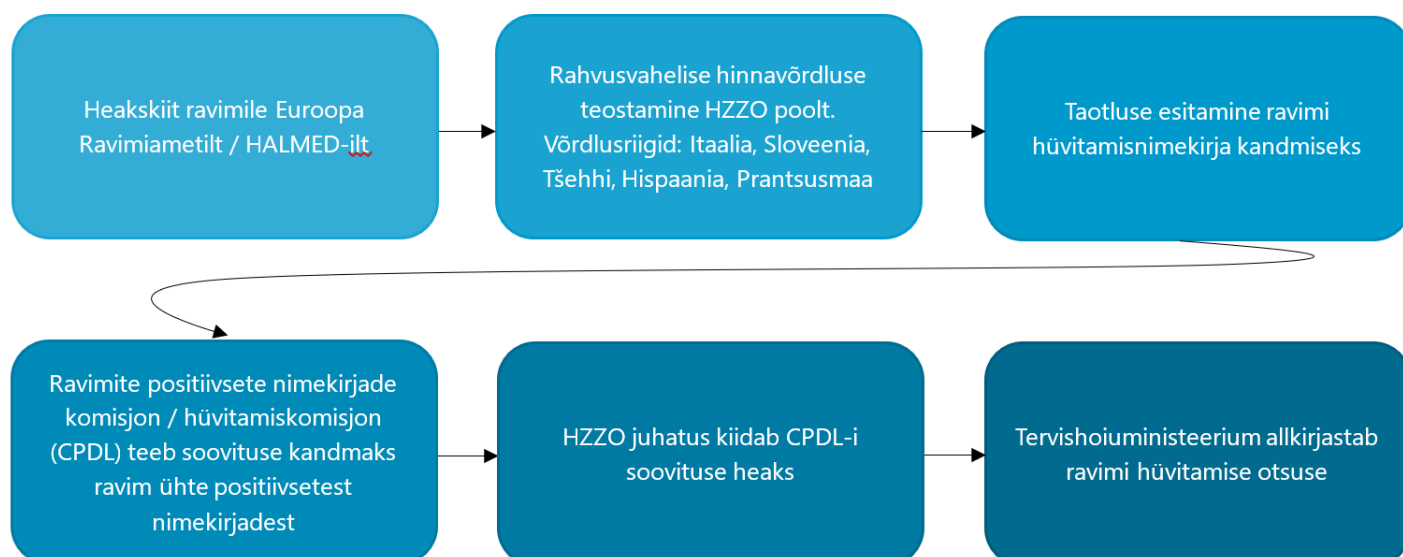 Heakskiit ravimile Euroopa
Ravimiametilt / HALMED-ilt
Rahvusvahelise hinnavõrdluse
teostamine HZZO poolt.
Võrdlusriigid: Itaalia, Sloveenia,
Tšehhi, Hispaania, Prantsusmaa
Taotluse esitamine ravimi
hüvitamisnimekirja kandmiseks
Ravimite positiivsete nimekirjade
komisjon / hüvitamiskomisjon
(CPDL) teeb soovituse kandmaks
ravim ühte positiivsetest
nimekirjadest
HZZO juhatus kiidab CPDL-i
soovituse heaks
Tervishoiuministeerium allkirjastab
ravimi hüvitamise otsuse